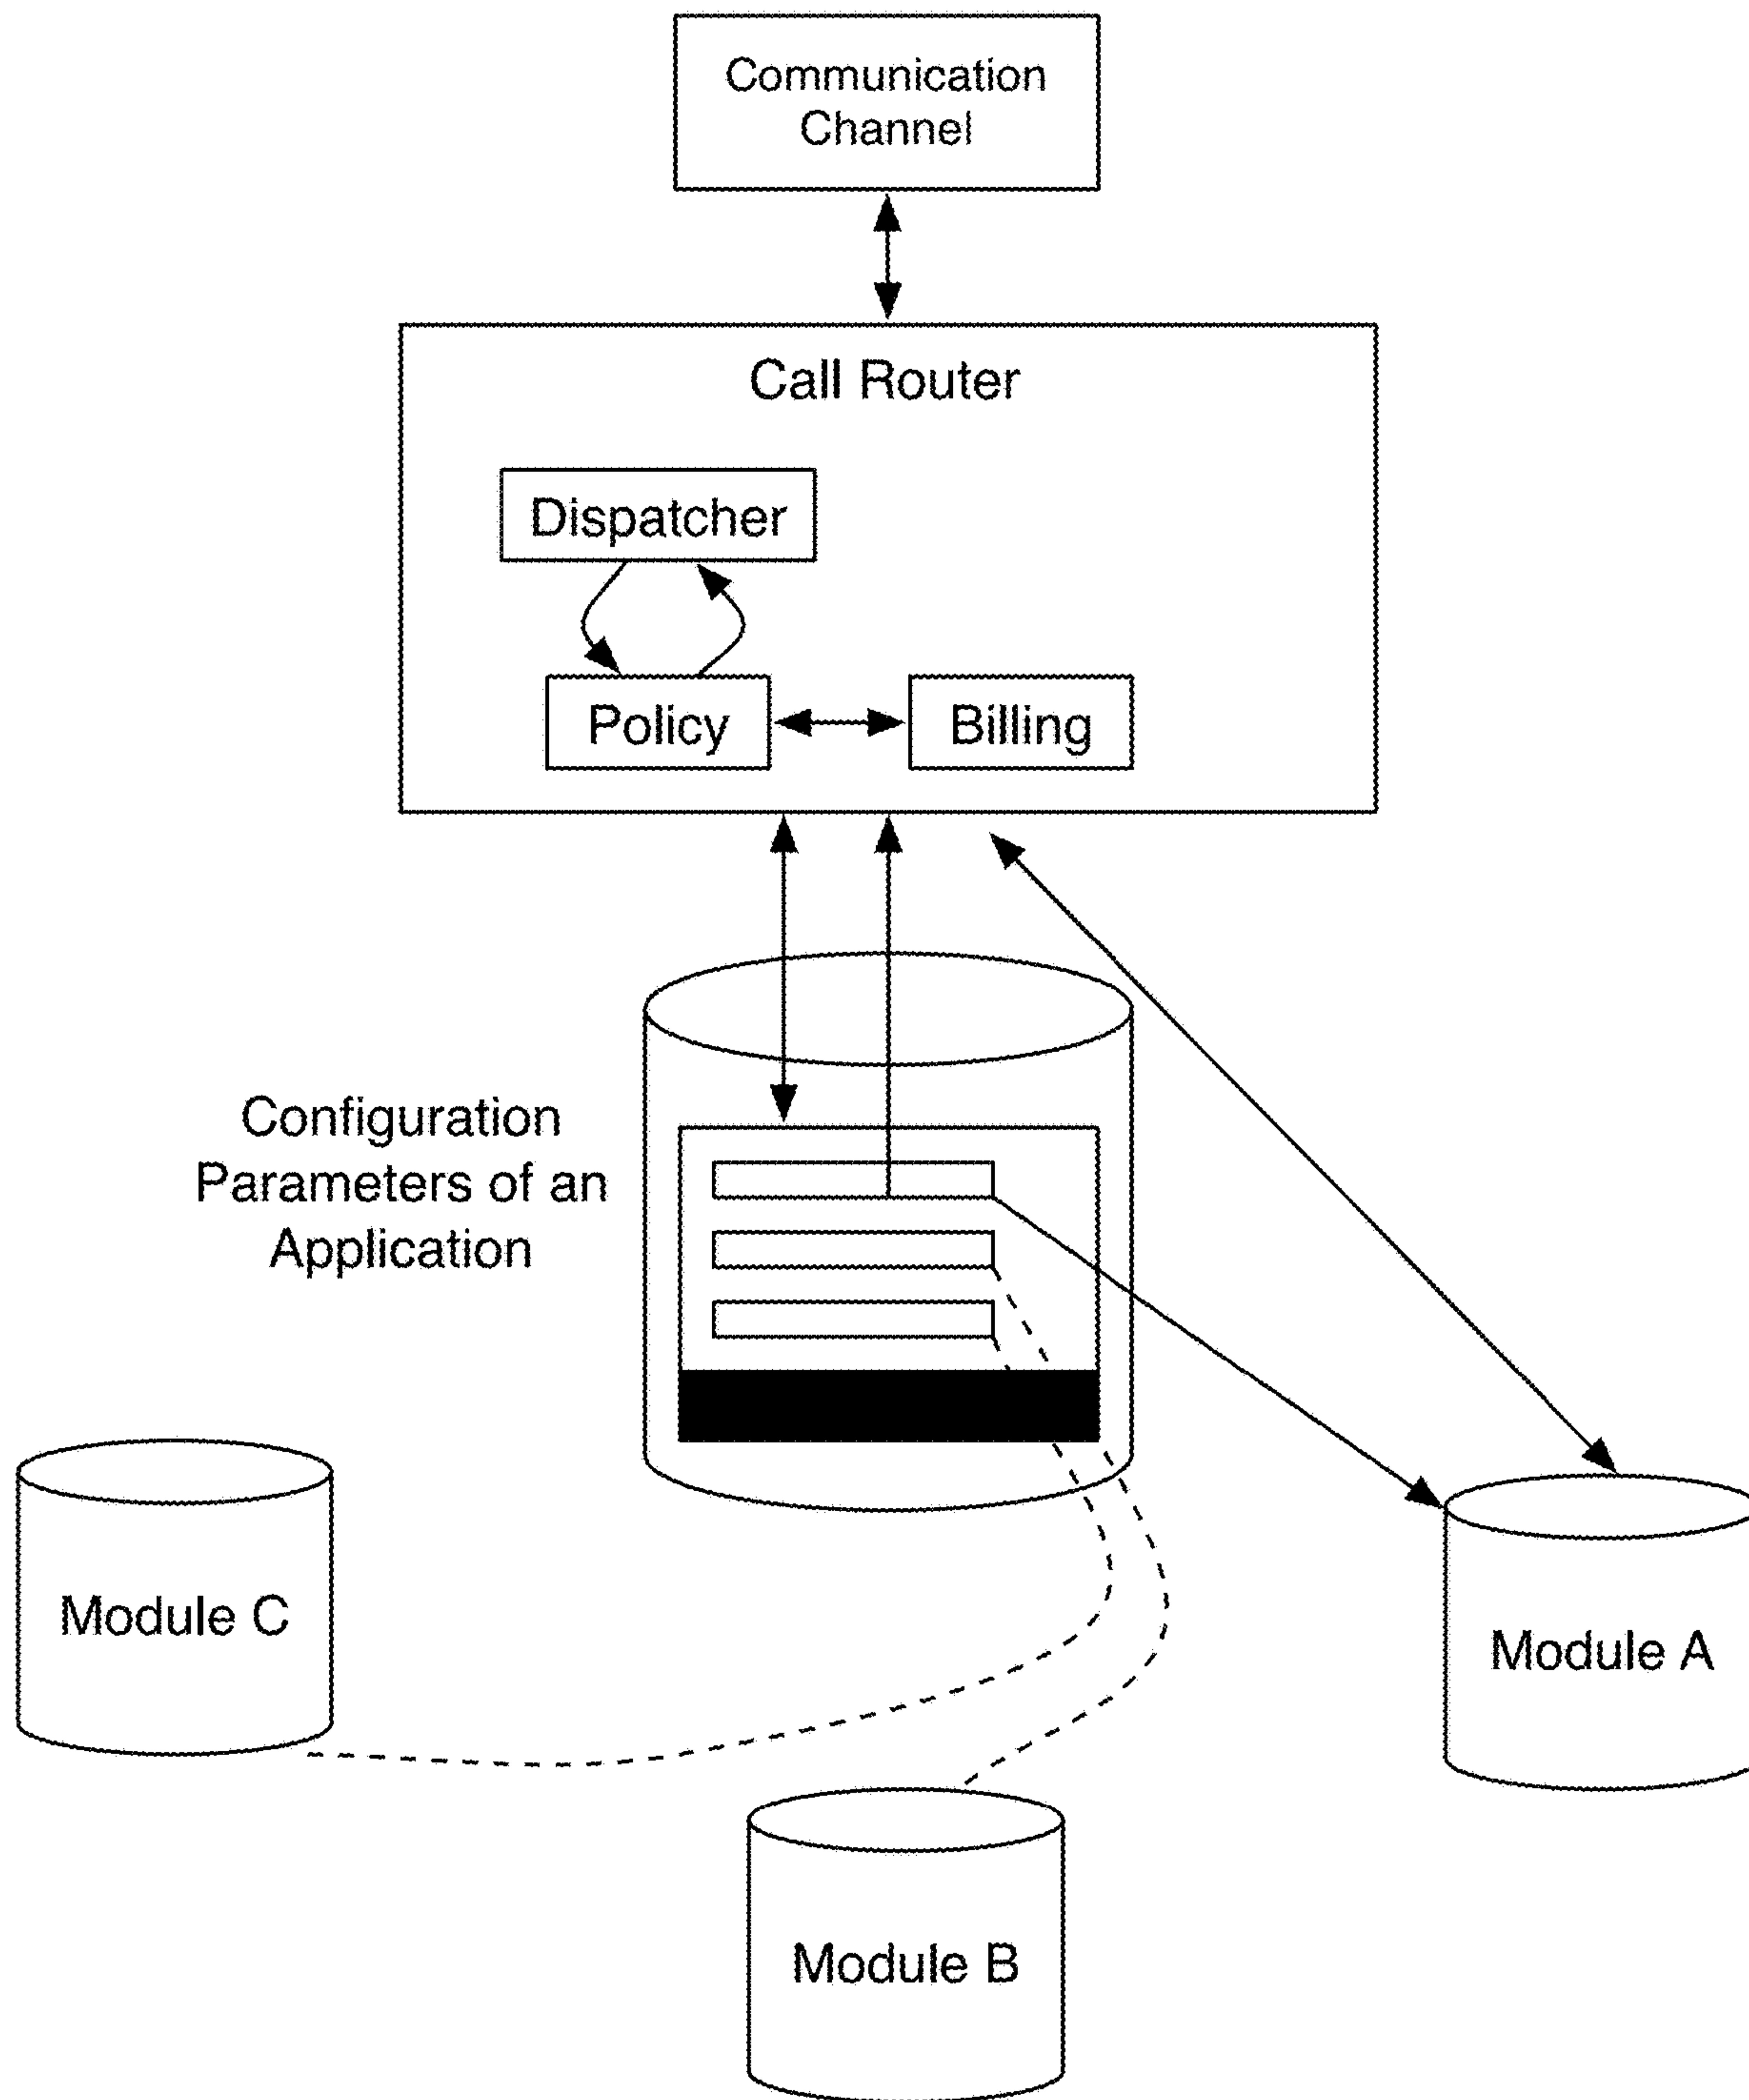 Communication
Channel
Call Router
Dispatcher
Policy
Billing
Configuration
Parameters of an
Application
Module C
Module A
Module B